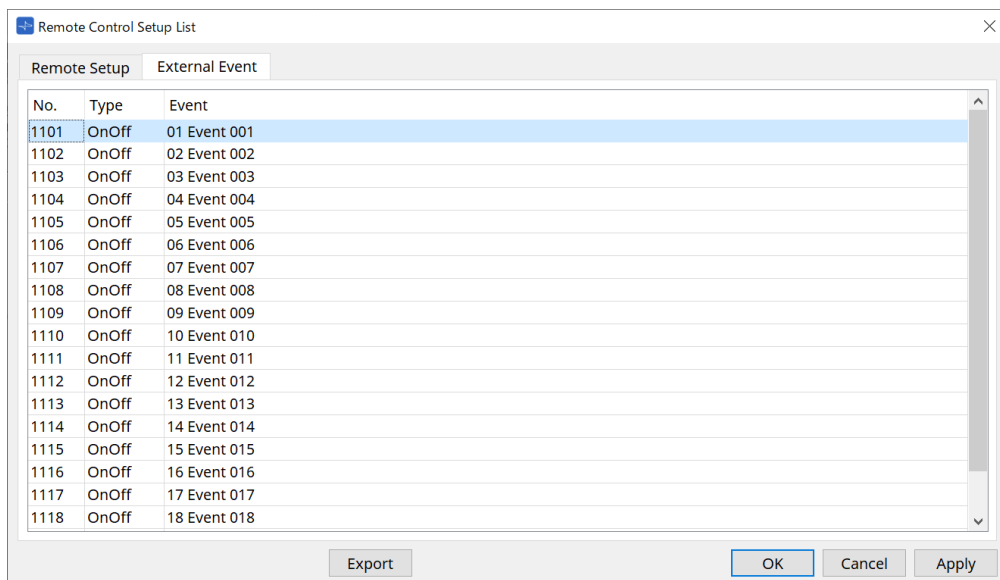 Remote Control Setup List
Remote Setup External Event
No. Type Event
1101 OnOff 01 Event 001
1102 OnOff 02 Event 002
1103 OnOff 03 Event 003
1104 OnOff 04 Event 004
1105 OnOff 05 Event 005
1106 OnOff 06 Event 006
1107 OnOff 07 Event 007
1108 OnOff 08 Event 008
1109 OnOff 09 Event 009
1110 OnOff 10 Event 010
1111 OnOff 11 Event 011
1112 OnOff 12 Event 012
1113 OnOff 13 Event 013
1114 OnOff 14 Event 014
1115 OnOff 15 Event 015
1116 OnOff 16 Event 016
1117 OnOff 17 Event 017
1118 OnOff 18 Event 018
Export OK Cancel Apply